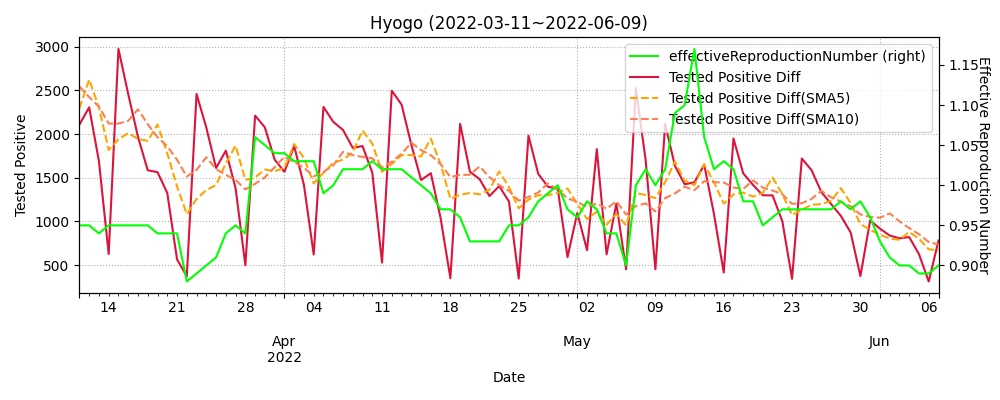 Hyogo (2022-03-11~2022-06-09)
effectiveReproductionNumber (right)
Tested Positive Diff
Tested Positive Diff(SMA5)
Tested Positive Diff(SMA10)
Tested Positive
3000
2500
2000
1500
1000
500
1.15
1.10
1.05
1.00
0.95
0.90
Effective Reproduction Number
14 21 28 04 11 18 25 02 09 16 23 30 06
Apr May Jun
2022
Date